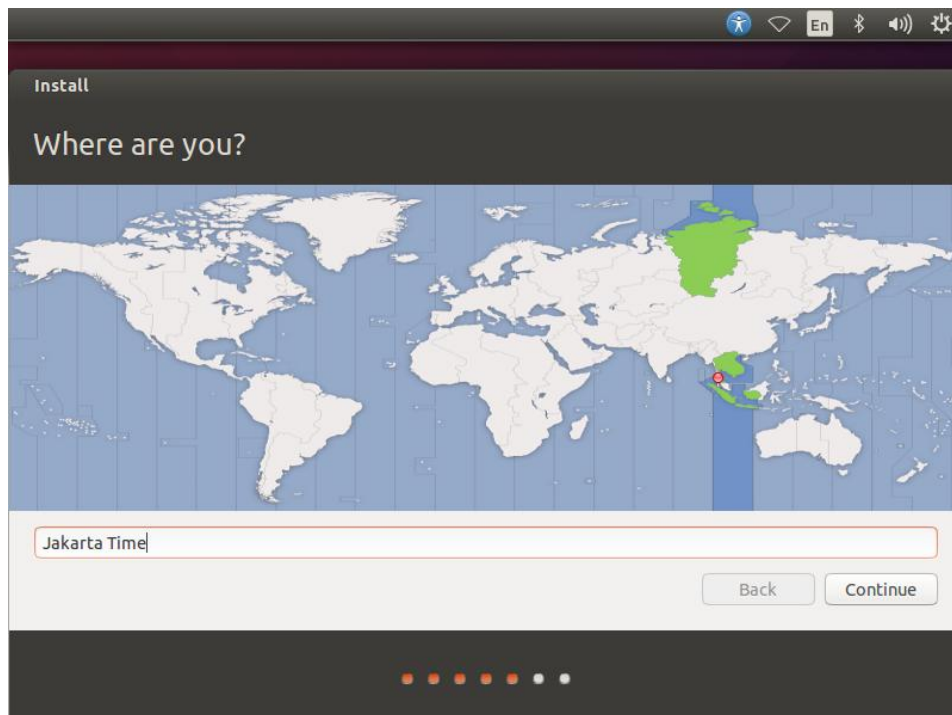 En
Install
Where are you?
Jakarta Time
Back
Continue